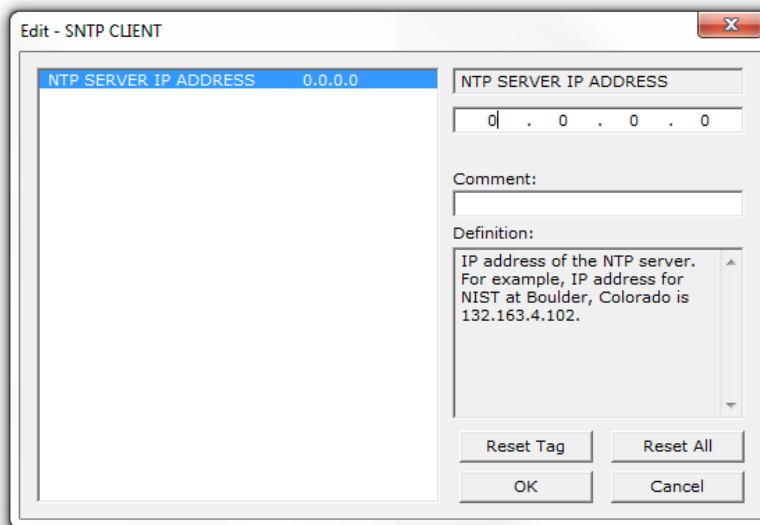 Edit - SNTP CLIENT
NTP SERVER IP ADDRESS 0.0.0.0
NTP SERVER IP ADDRESS
0 . 0 . 0 . 0
Comment:
Definition:
IP address of the NTP server.
For example, IP address for
NIST at Boulder, Colorado is
132.163.4.102.
Reset Tag Reset All
OK Cancel